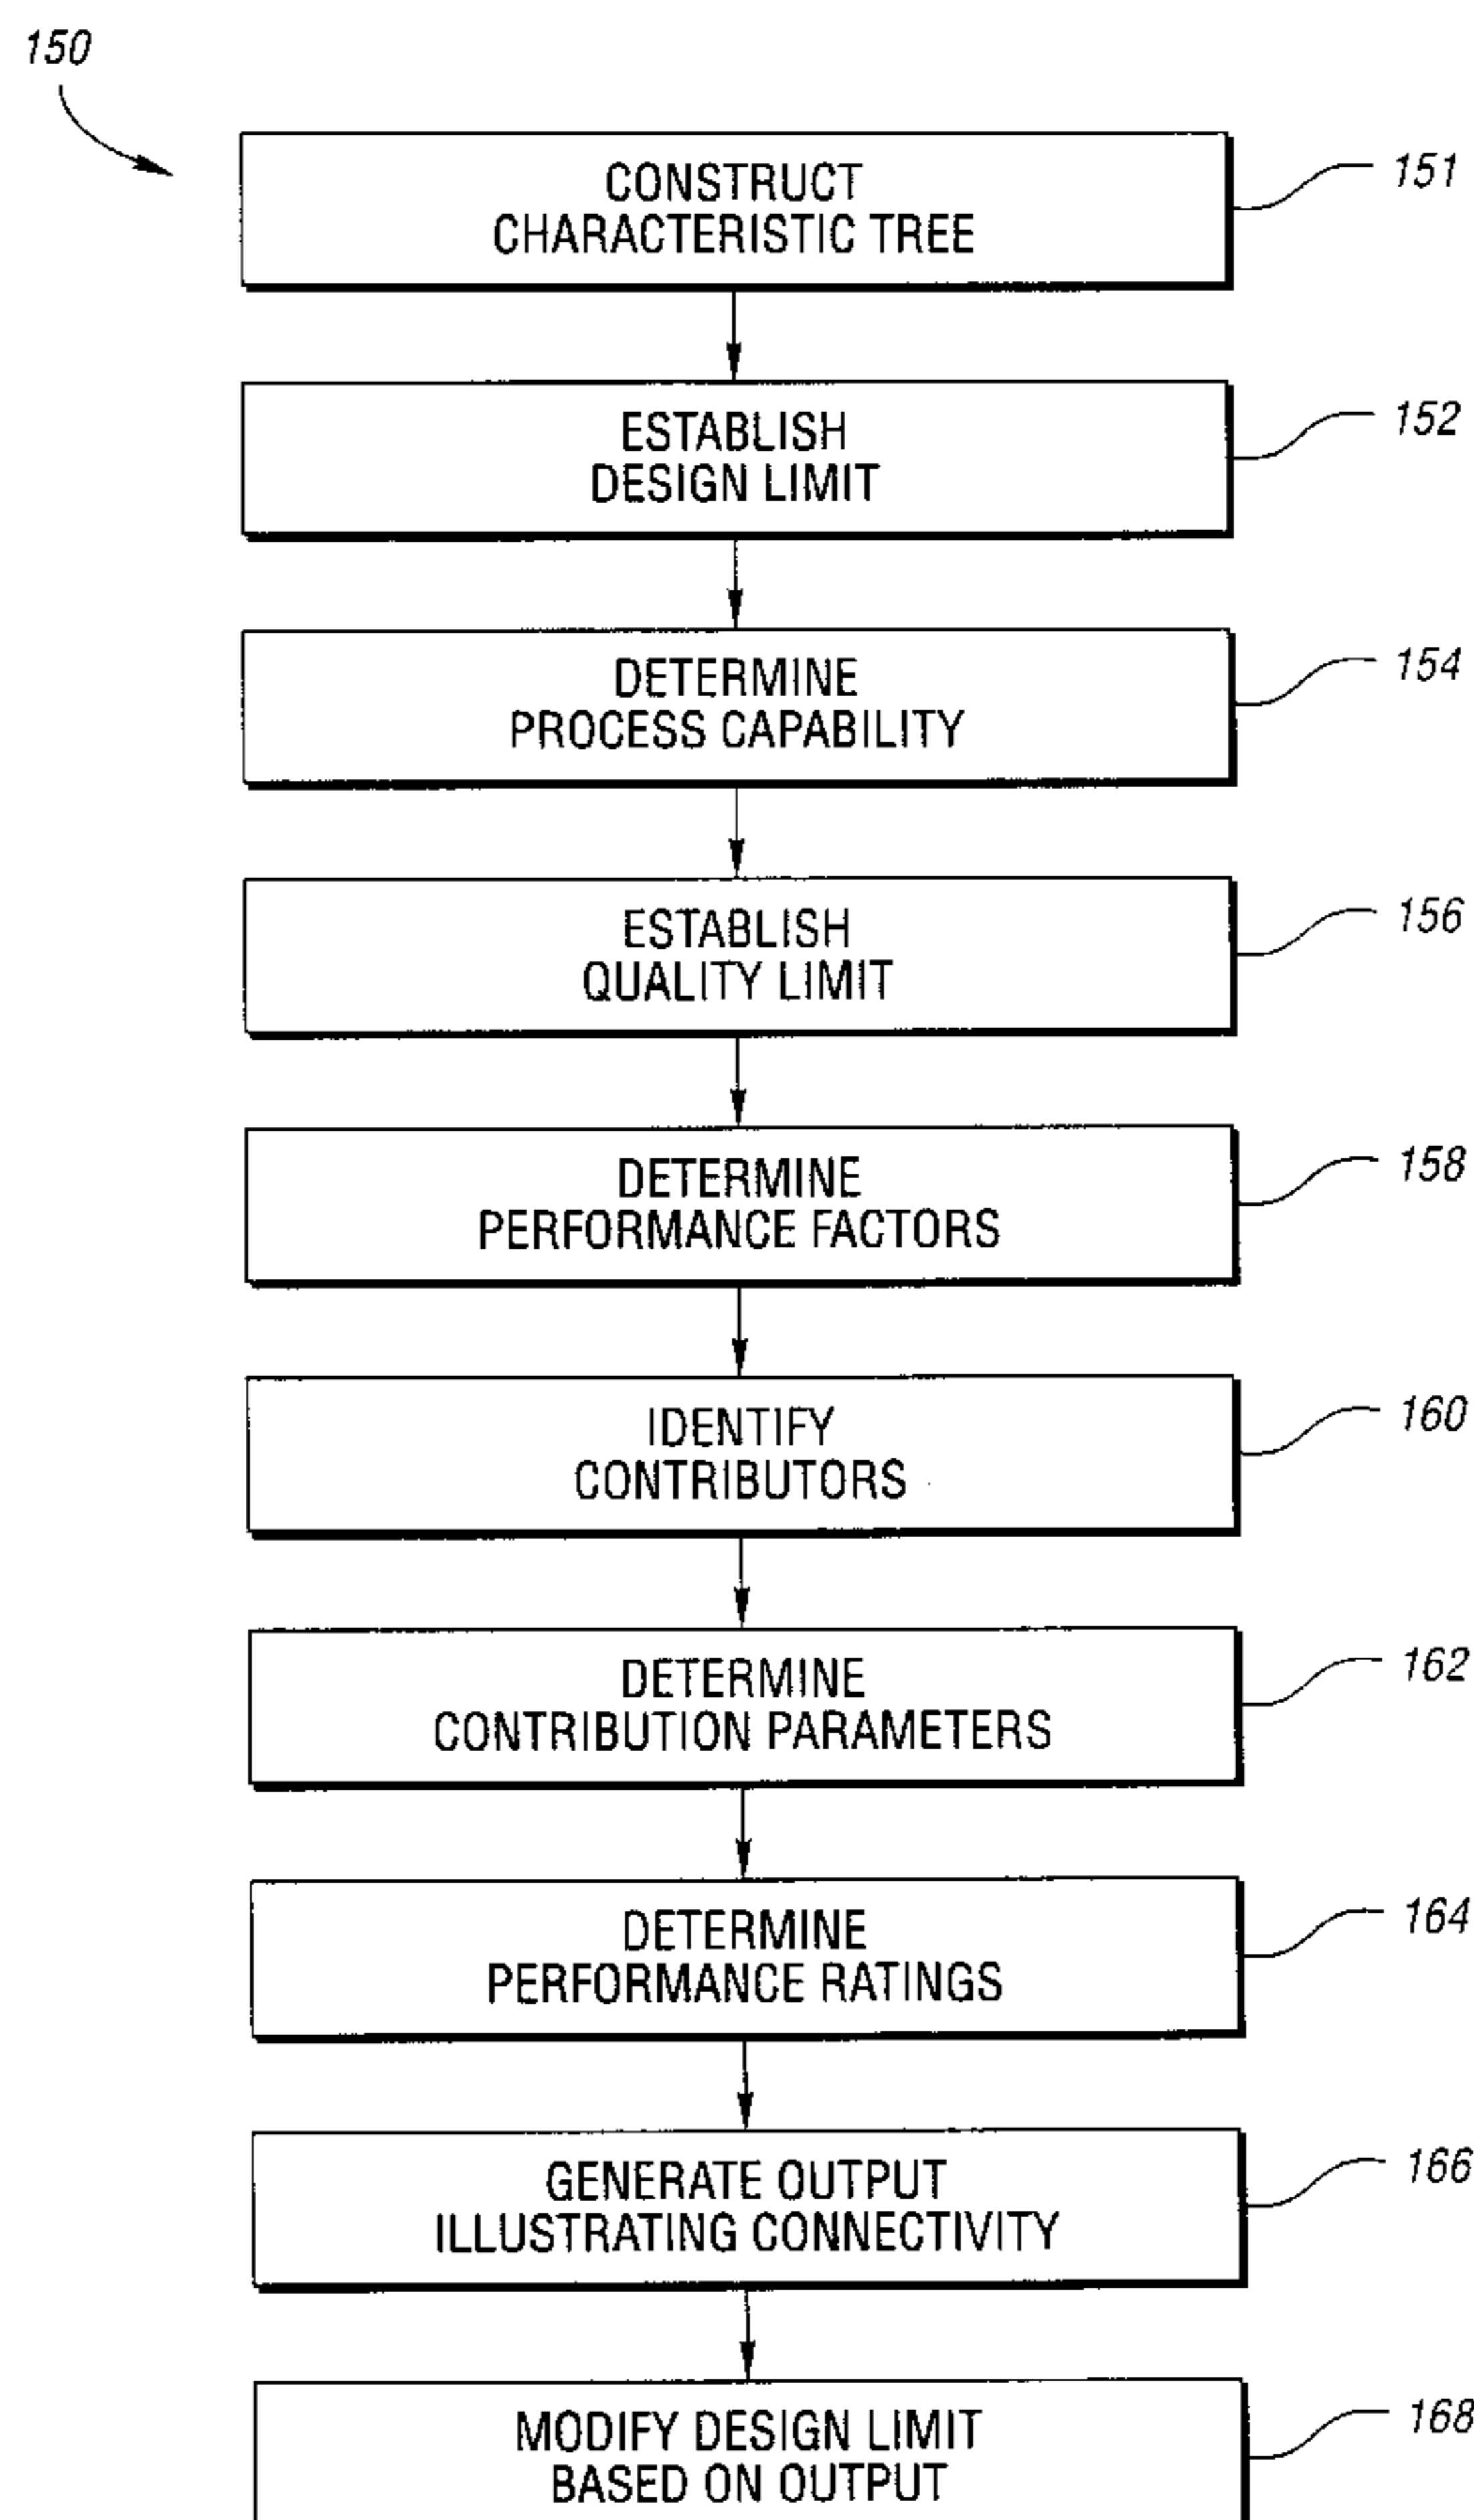 150
CONSTRUCT
CHARACTERISTIC TREE
151
ESTABLISH
DESIGN LIMIT
152
DETERMINE
PROCESS CAPABILITY
154
ESTABLISH
QUALITY LIMIT
156
DETERMINE
PERFORMANCE FACTORS
158
IDENTIFY
CONTRIBUTORS
160
DETERMINE
CONTRIBUTION PARAMETERS
162
DETERMINE
PERFORMANCE RATINGS
164
GENERATE OUTPUT
ILLUSTRATING CONNECTIVITY
166
MODIFY DESIGN LIMIT
BASED ON OUTPUT
168